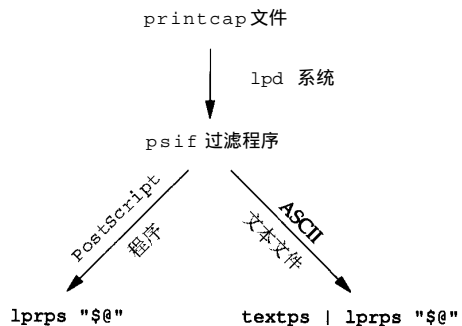 printcap文件
lpd 系统
psif 过滤程序
PostScript
程序
ASCII
文本文件
lprps "$@"
textps | lprps "$@"